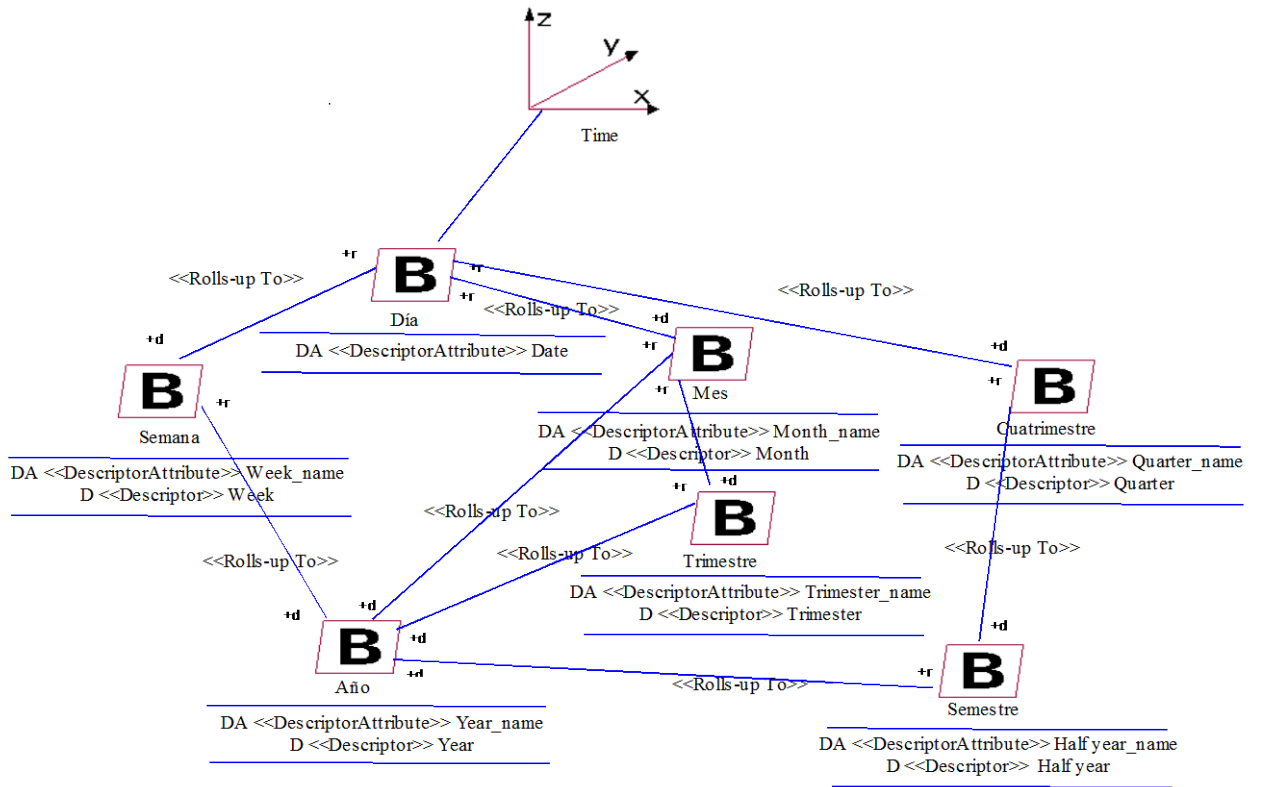 Z
Y
X
Time
+r
B
+r
<<Rolls-up To>>
<<Rolls-up To>>
+r
<<Rolls-up To>>
+d
Día
+d
+r
B
+d
DA <<DescriptorAttribute>> Date
+r
B
+r
B
+r
Mes
+r
Semana
Cuatrimestre
DA <<DescriptorAttribute>> Month_name
D <<Descriptor>> Month
DA <<DescriptorAttribute>> Week_name
D <<Descriptor>> Week
DA <<DescriptorAttribute>> Quarter_name
D <<Descriptor>> Quarter
+r
+d
<<Rolls-up To>>
B
<<Rolls-up To>>
<<Rolls-up To>>
<<Rolls-up To>>
Trimestre
DA <<DescriptorAttribute>> Trimester_name
D <<Descriptor>> Trimester
+d
+d
+d
+d
B
+d
+r
B
<<Rolls-up To>>
Año
Semestre
DA <<DescriptorAttribute>> Year_name
D <<Descriptor>> Year
DA <<DescriptorAttribute>> Half year_name
D <<Descriptor>> Half year